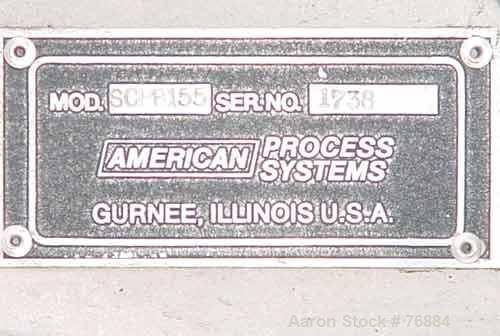 MOD. SCPB155 SER. NO. 1738
AMERICAN PROCESS SYSTEMS
GURNEE, ILLINOIS U.S.A.
Aaron Stock # 76884